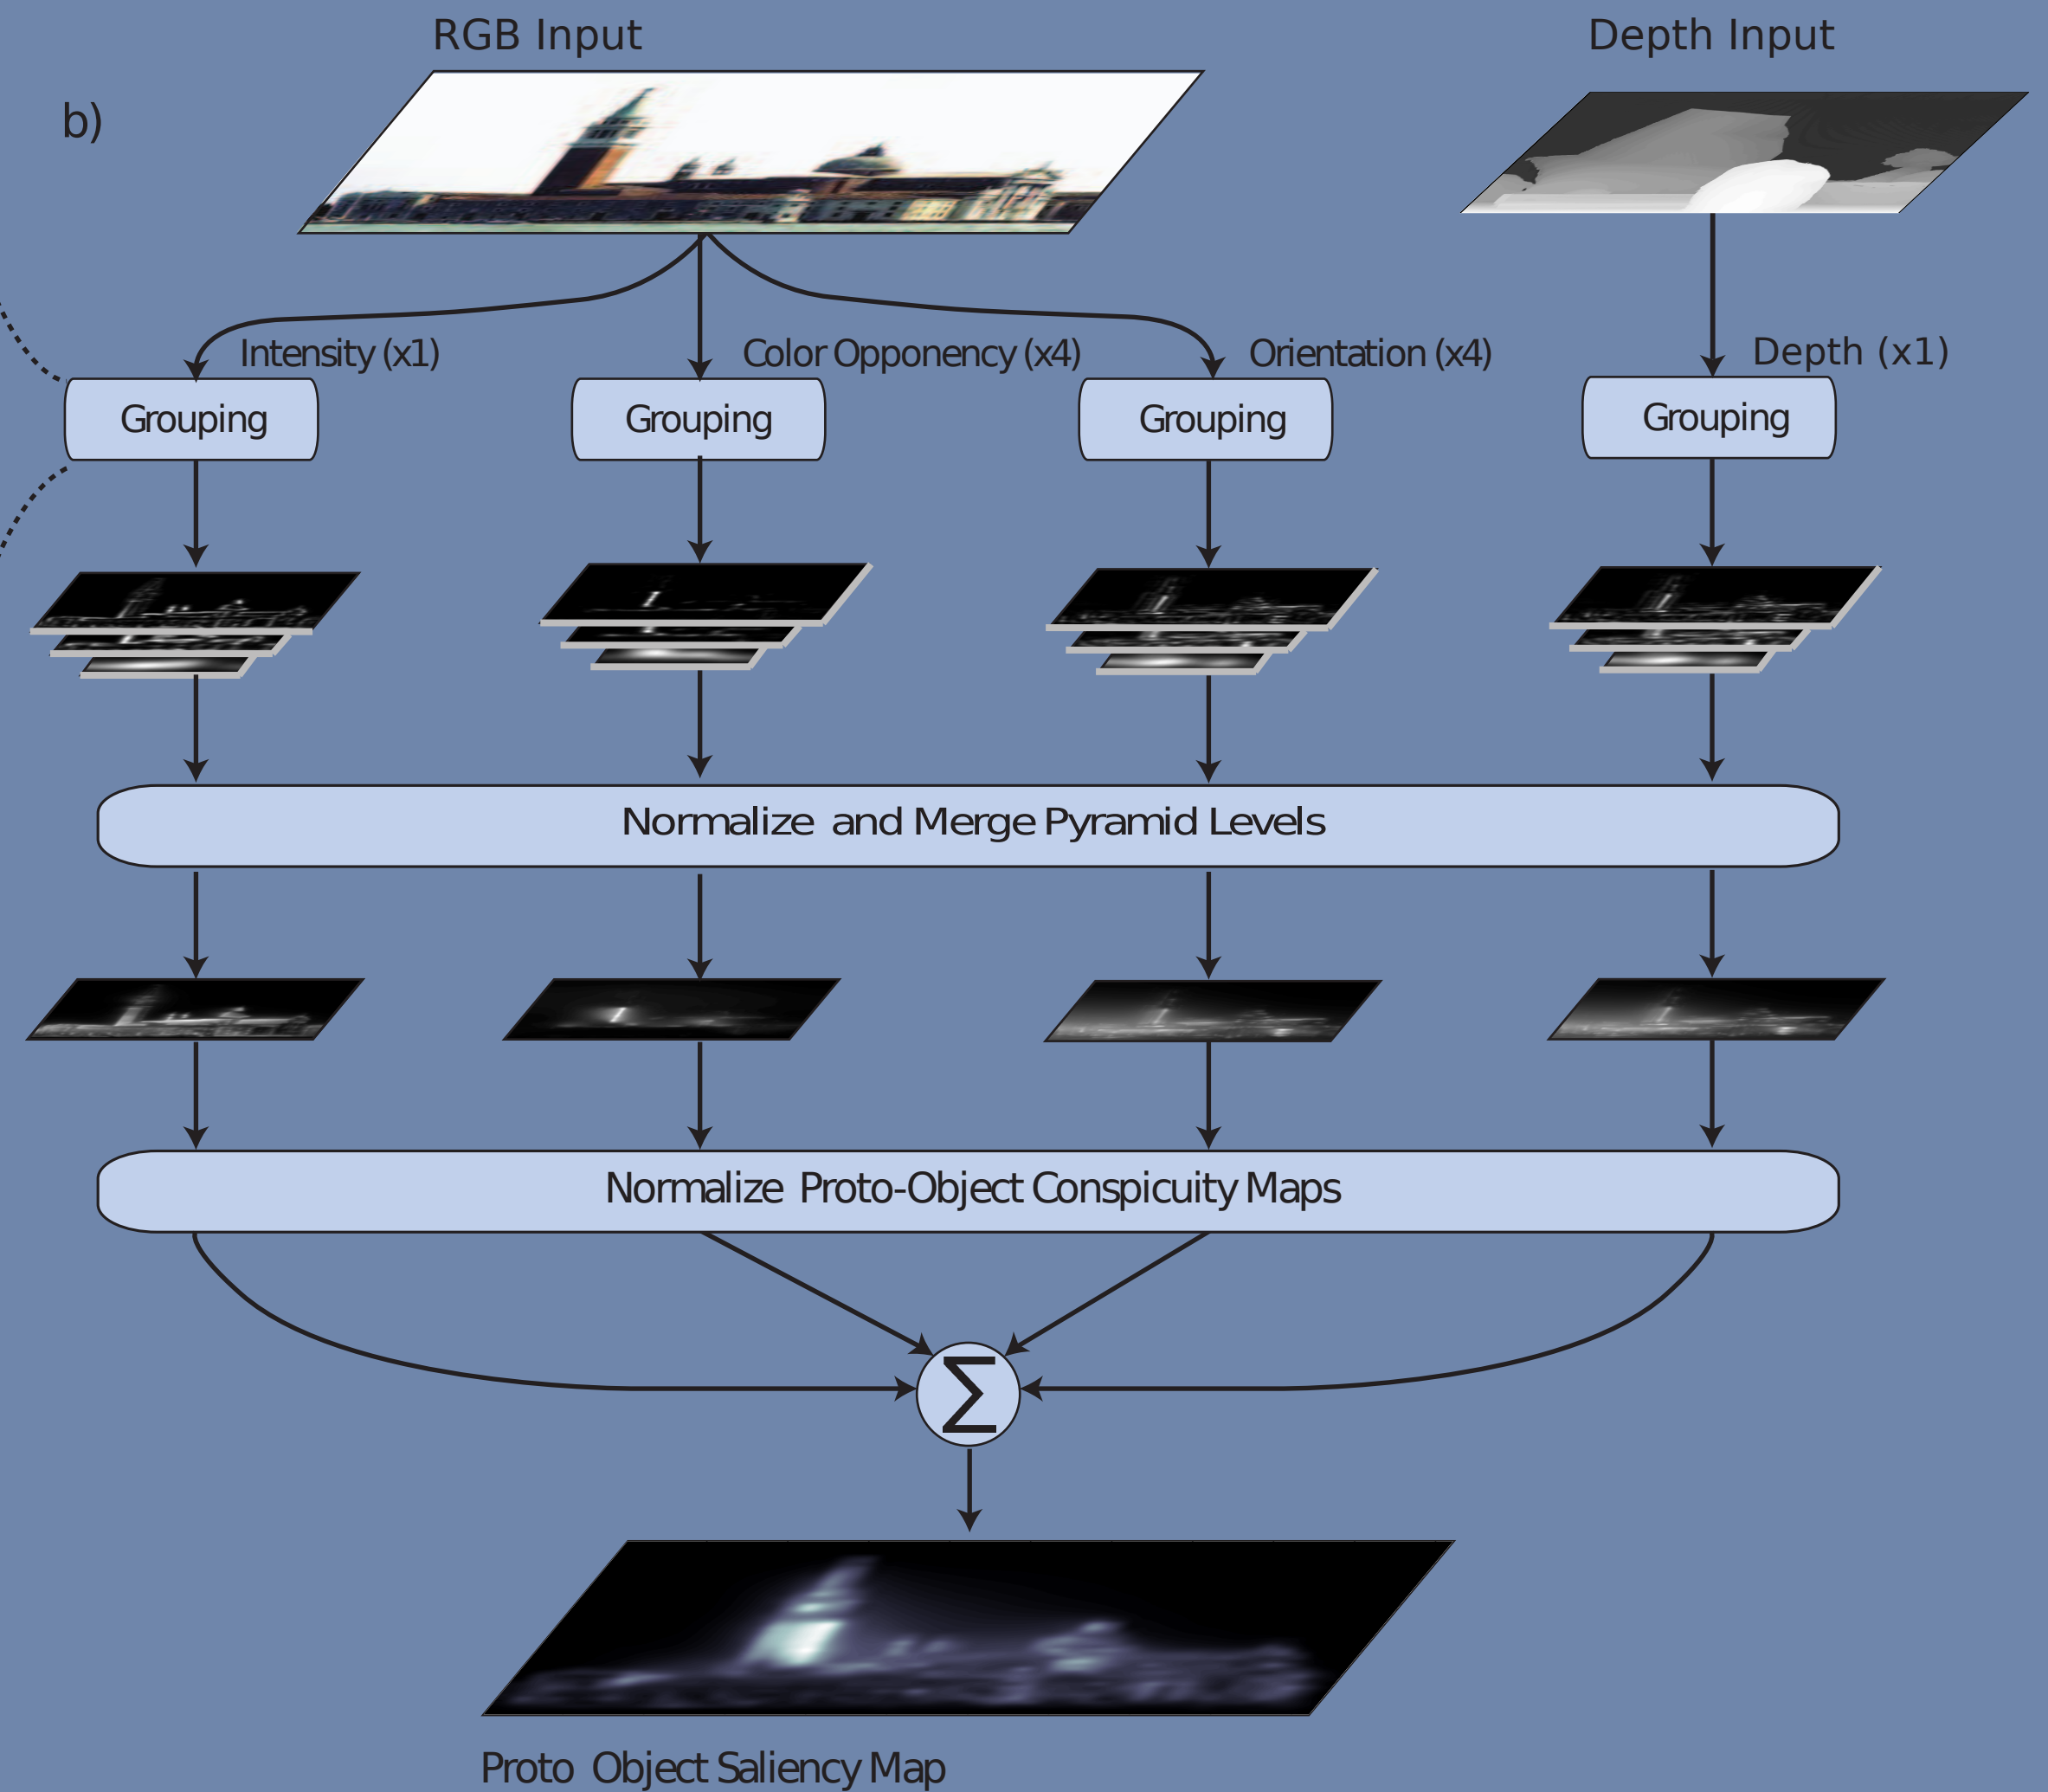 RGB Input
Depth Input
b)
Intensity (x1)
Color Opponency (x4)
Orientation (x4)
Depth (x1)
Grouping
Grouping
Grouping
Grouping
Normalize and Merge Pyramid Levels
Normalize Proto-Object Conspicuity Maps
Σ
Proto Object Saliency Map